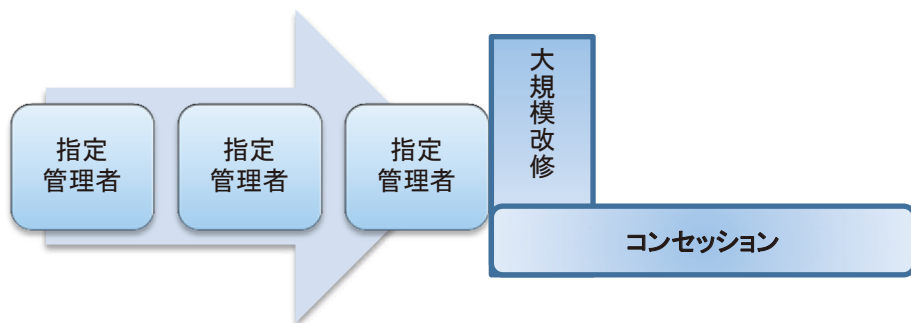 指定
管理者
指定
管理者
指定
管理者
大規模改修
コンセッション